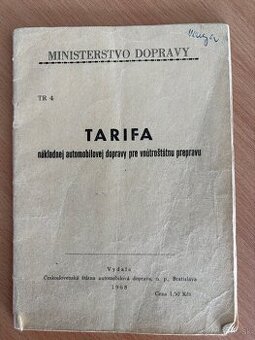 MINISTERSTVO DOPRAVY
TR 4
TARIFA
nákladnej automobilovej dopravy pre vnútroštátnu prepravu
Vydala
Československá štátna automobilová doprava, n. p., Bratislava
1968
Cena 1,50 Kčs